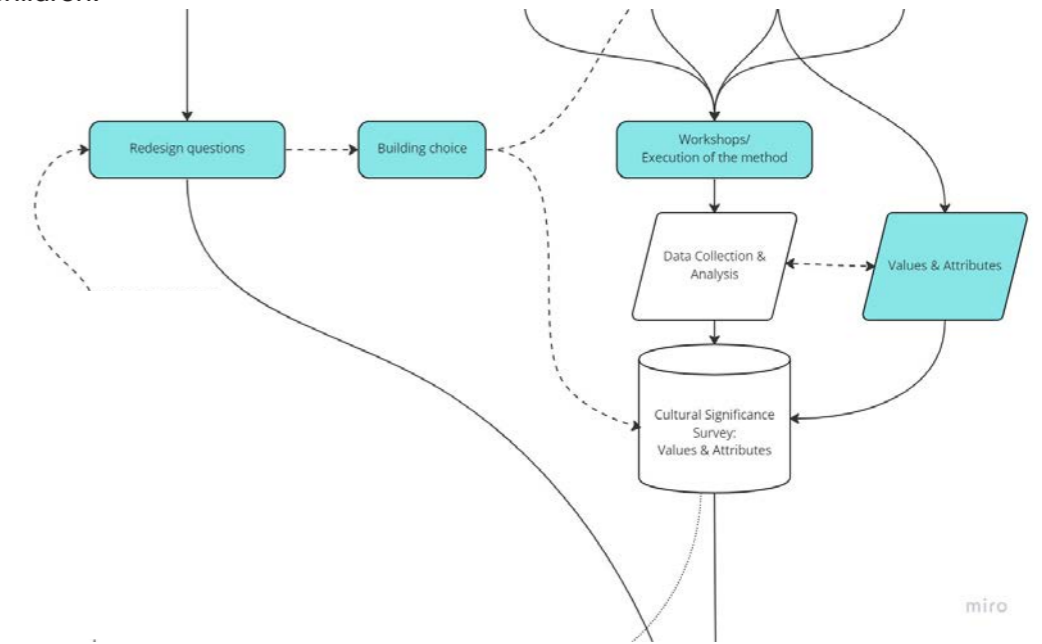 Redesign questions
Building choice
Workshops/
Execution of the method
Data Collection &
Analysis
Values & Attributes
Cultural Significance
Survey:
Values & Attributes
miro